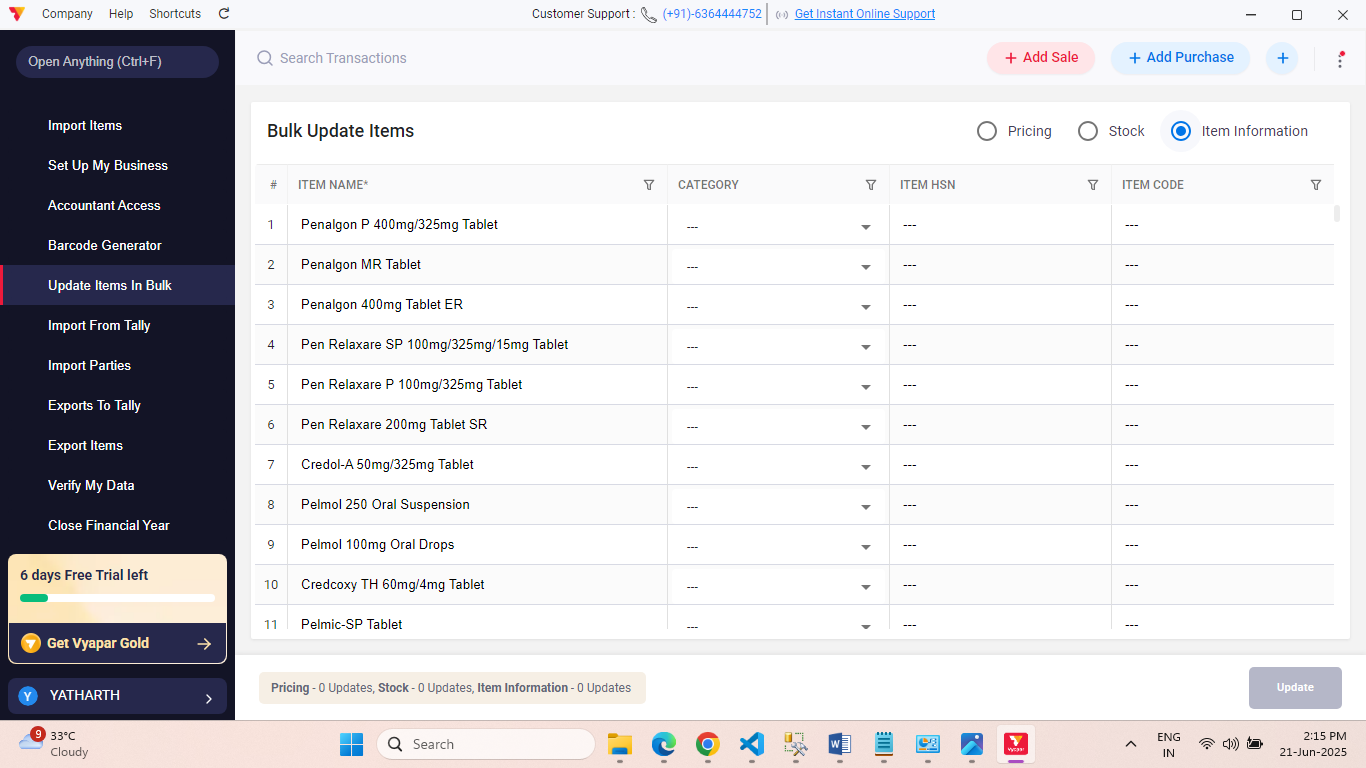 Company Help Shortcuts Customer Support : (+91)-6364444752 Get Instant Online Support
Open Anything (Ctrl+F)
Import Items
Set Up My Business
Accountant Access
Barcode Generator
Update Items In Bulk
Import From Tally
Import Parties
Exports To Tally
Export Items
Verify My Data
Close Financial Year
6 days Free Trial left
Get Vyapar Gold
Y YATHARTH
Search Transactions + Add Sale + Add Purchase +
Bulk Update Items Pricing Stock Item Information
# ITEM NAME* CATEGORY ITEM HSN ITEM CODE
1 Penalgon P 400mg/325mg Tablet --- --- ---
2 Penalgon MR Tablet --- --- ---
3 Penalgon 400mg Tablet ER --- --- ---
4 Pen Relaxare SP 100mg/325mg/15mg Tablet --- --- ---
5 Pen Relaxare P 100mg/325mg Tablet --- --- ---
6 Pen Relaxare 200mg Tablet SR --- --- ---
7 Credol-A 50mg/325mg Tablet --- --- ---
8 Pelmol 250 Oral Suspension --- --- ---
9 Pelmol 100mg Oral Drops --- --- ---
10 Credcoxy TH 60mg/4mg Tablet --- --- ---
11 Pelmic-SP Tablet --- --- ---
Pricing - 0 Updates, Stock - 0 Updates, Item Information - 0 Updates Update
9 33°C
Cloudy
Search
Vyapar
ENG
IN
2:15 PM
21-Jun-2025